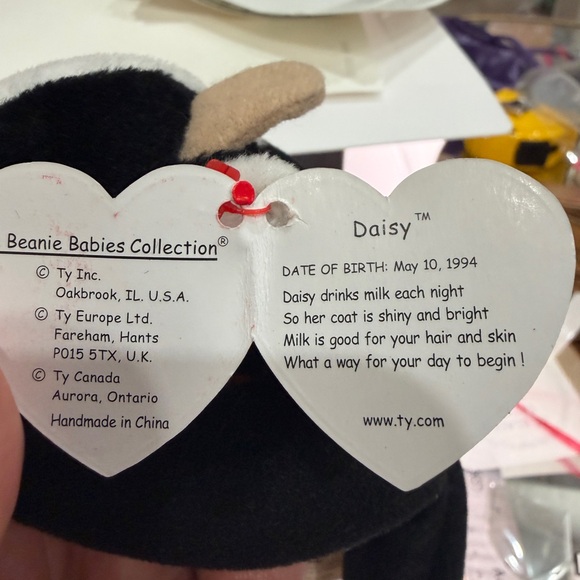 Beanie Babies Collection®
© Ty Inc.
Oakbrook, IL. U.S.A.
© Ty Europe Ltd.
Fareham, Hants
P015 5TX, U.K.
© Ty Canada
Aurora, Ontario
Handmade in China
Daisy™
DATE OF BIRTH: May 10, 1994
Daisy drinks milk each night
So her coat is shiny and bright
Milk is good for your hair and skin
What a way for your day to begin !
www.ty.com